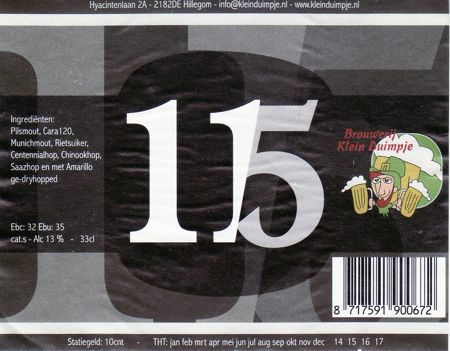 Hyacintenlaan 2A - 2182DE Hillegom - info@kleinduimpje.nl - www.kleinduimpje.nl
Ingrediënten:
Pilsmout, Cara120,
Munichmout, Rietsuiker,
Centennialhop, Chinookhop,
Saazhop en met Amarillo
ge-dryhopped
Ebc: 32 Ebu: 35
cat.s - Alc 13 % - 33cl
115
Brouwerij
Klein Duimpje
8 717591 900672
Statiegeld: 10cnt - THT: jan feb mrt apr mei jun jul aug sep okt nov dec 14 15 16 17